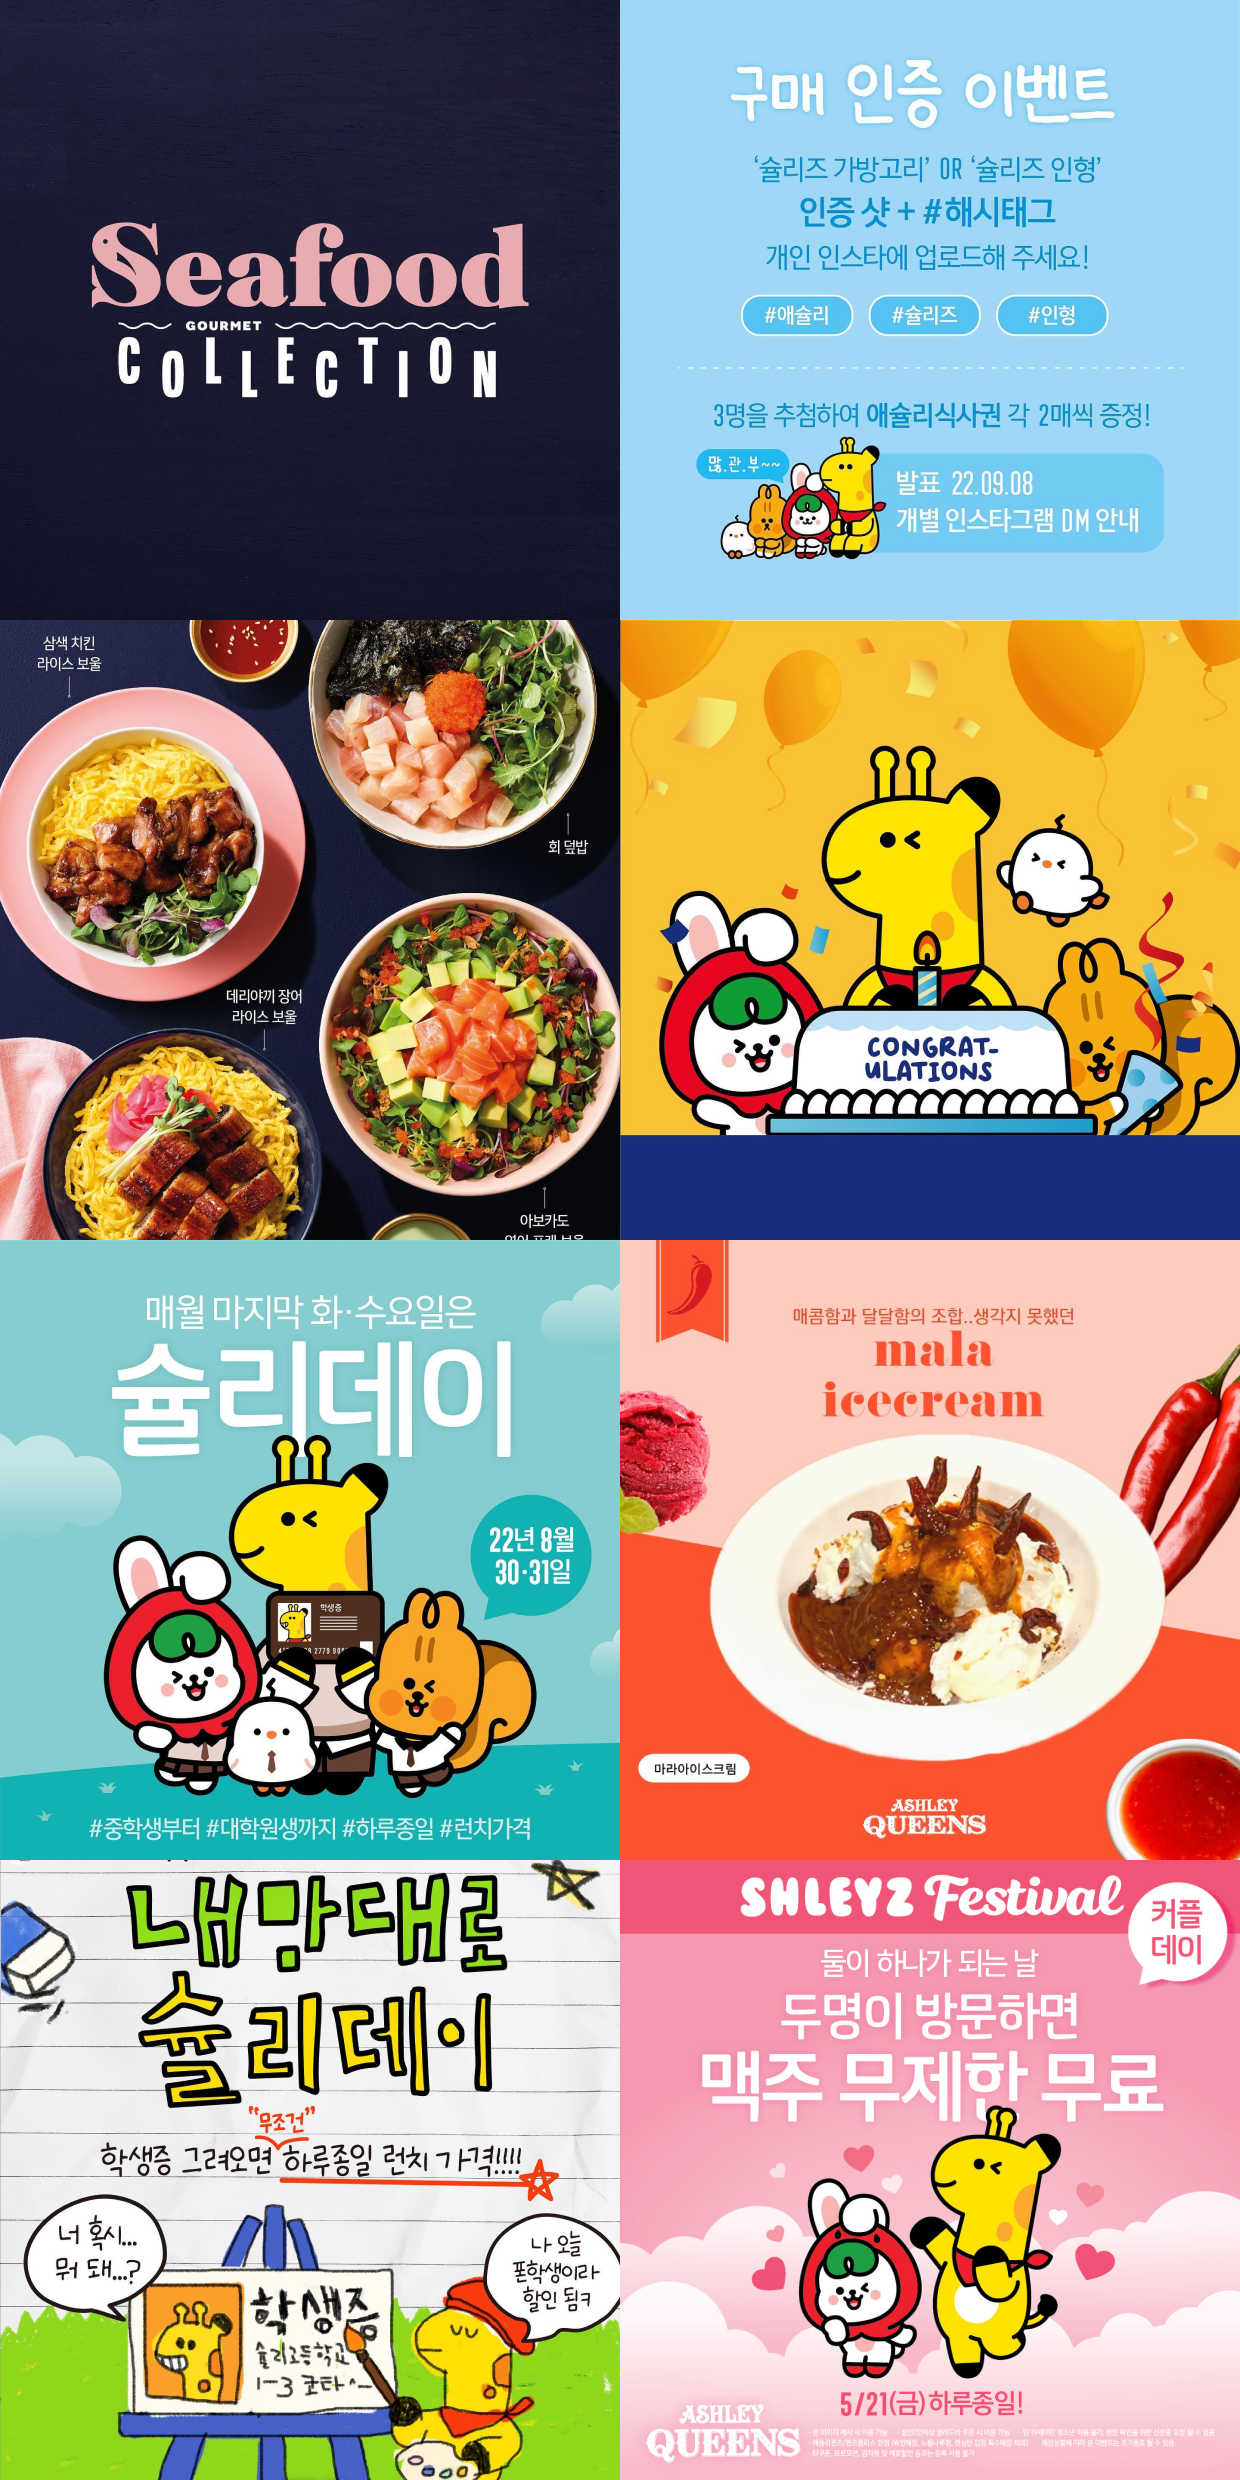 Seafood
GOURMET
COLLECTION
구매 인증 이벤트
‘슐리즈 가방고리’ OR ‘슐리즈 인형’
인증 샷 + #해시태그
개인 인스타에 업로드해 주세요!
#애슐리 #슐리즈 #인형
3명을 추첨하여 애슐리식사권 각 2매씩 증정!
많.관.부~~
발표 22.09.08
개별 인스타그램 DM 안내
삼색 치킨
라이스 보울
회 덮밥
데리야끼 장어
라이스 보울
아보카도
CONGRAT-
ULATIONS
매월 마지막 화·수요일은
슐리데이
22년 8월
30·31일
학생증
#중학생부터 #대학원생까지 #하루종일 #런치가격
매콤함과 달달함의 조합..생각지 못했던
mala
icecream
마라아이스크림
ASHLEY
QUEENS
내맘대로
슐리데이
“무조건”
학생증 그려오면 하루종일 런치 가격!!!!
너 혹시...
뭐 돼...?
나 오늘
폰학생이라
할인 됨ㅋ
학생증
슐리고등학교
1-3
SHLEYZ Festival
커플
데이
둘이 하나가 되는 날
두명이 방문하면
맥주 무제한 무료
5/21(금) 하루종일!
ASHLEY
QUEENS